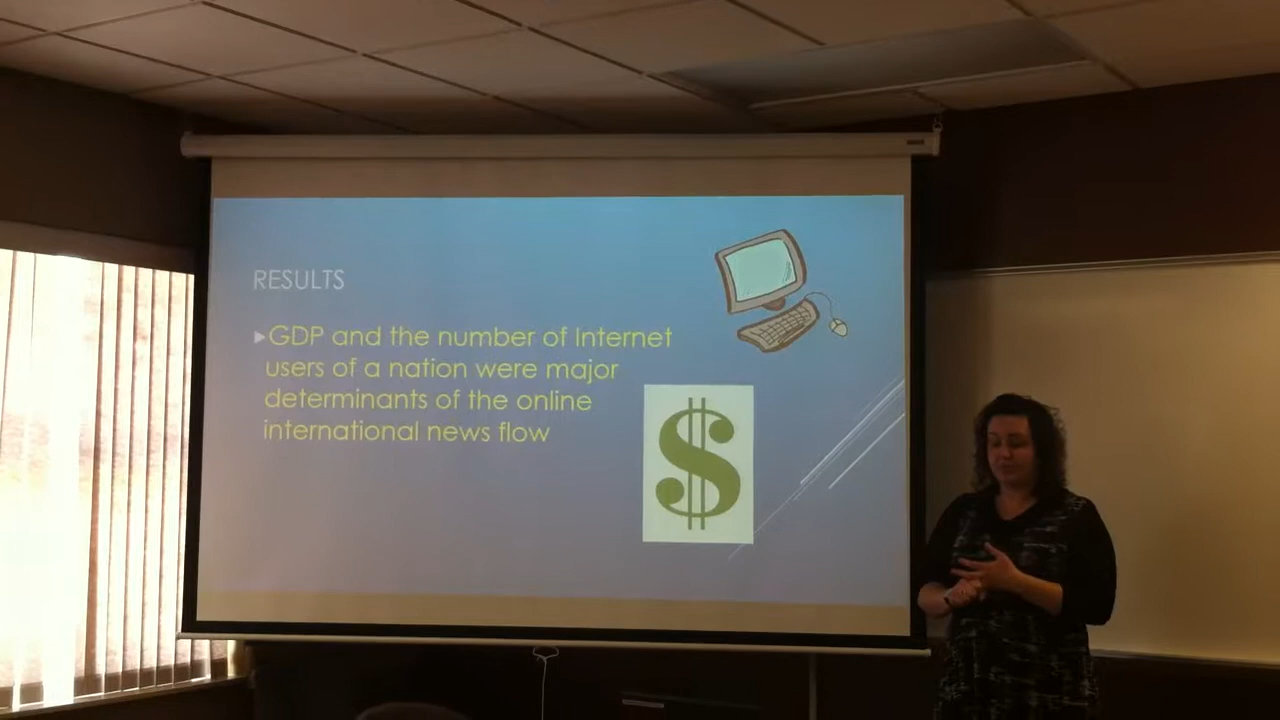 RESULTS
GDP and the number of Internet
users of a nation were major
determinants of the online
international news flow
$